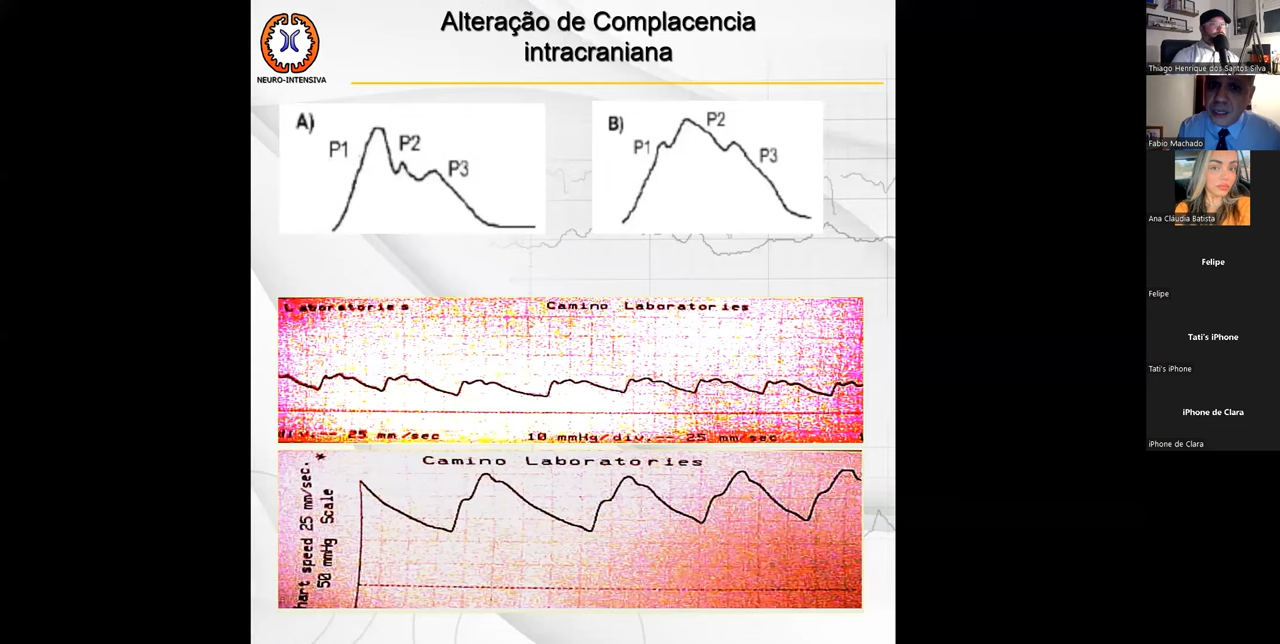 Alteração de Complacencia
intracraniana
NEURO-INTENSIVA
A)
P1
P2
P3
B)
P1
P2
P3
Laboratories
Camino Laboratories
div.-- 25 mm/sec
10 mmHg/div.-- 25 mm/sec
Camino Laboratories
hart speed 25 mm/sec. *
50 mmHg Scale
Thiago Henrique dos Santos Silva
Fabio Machado
Ana Cláudia Batista
Felipe
Felipe
Tati's iPhone
Tati's iPhone
iPhone de Clara
iPhone de Clara